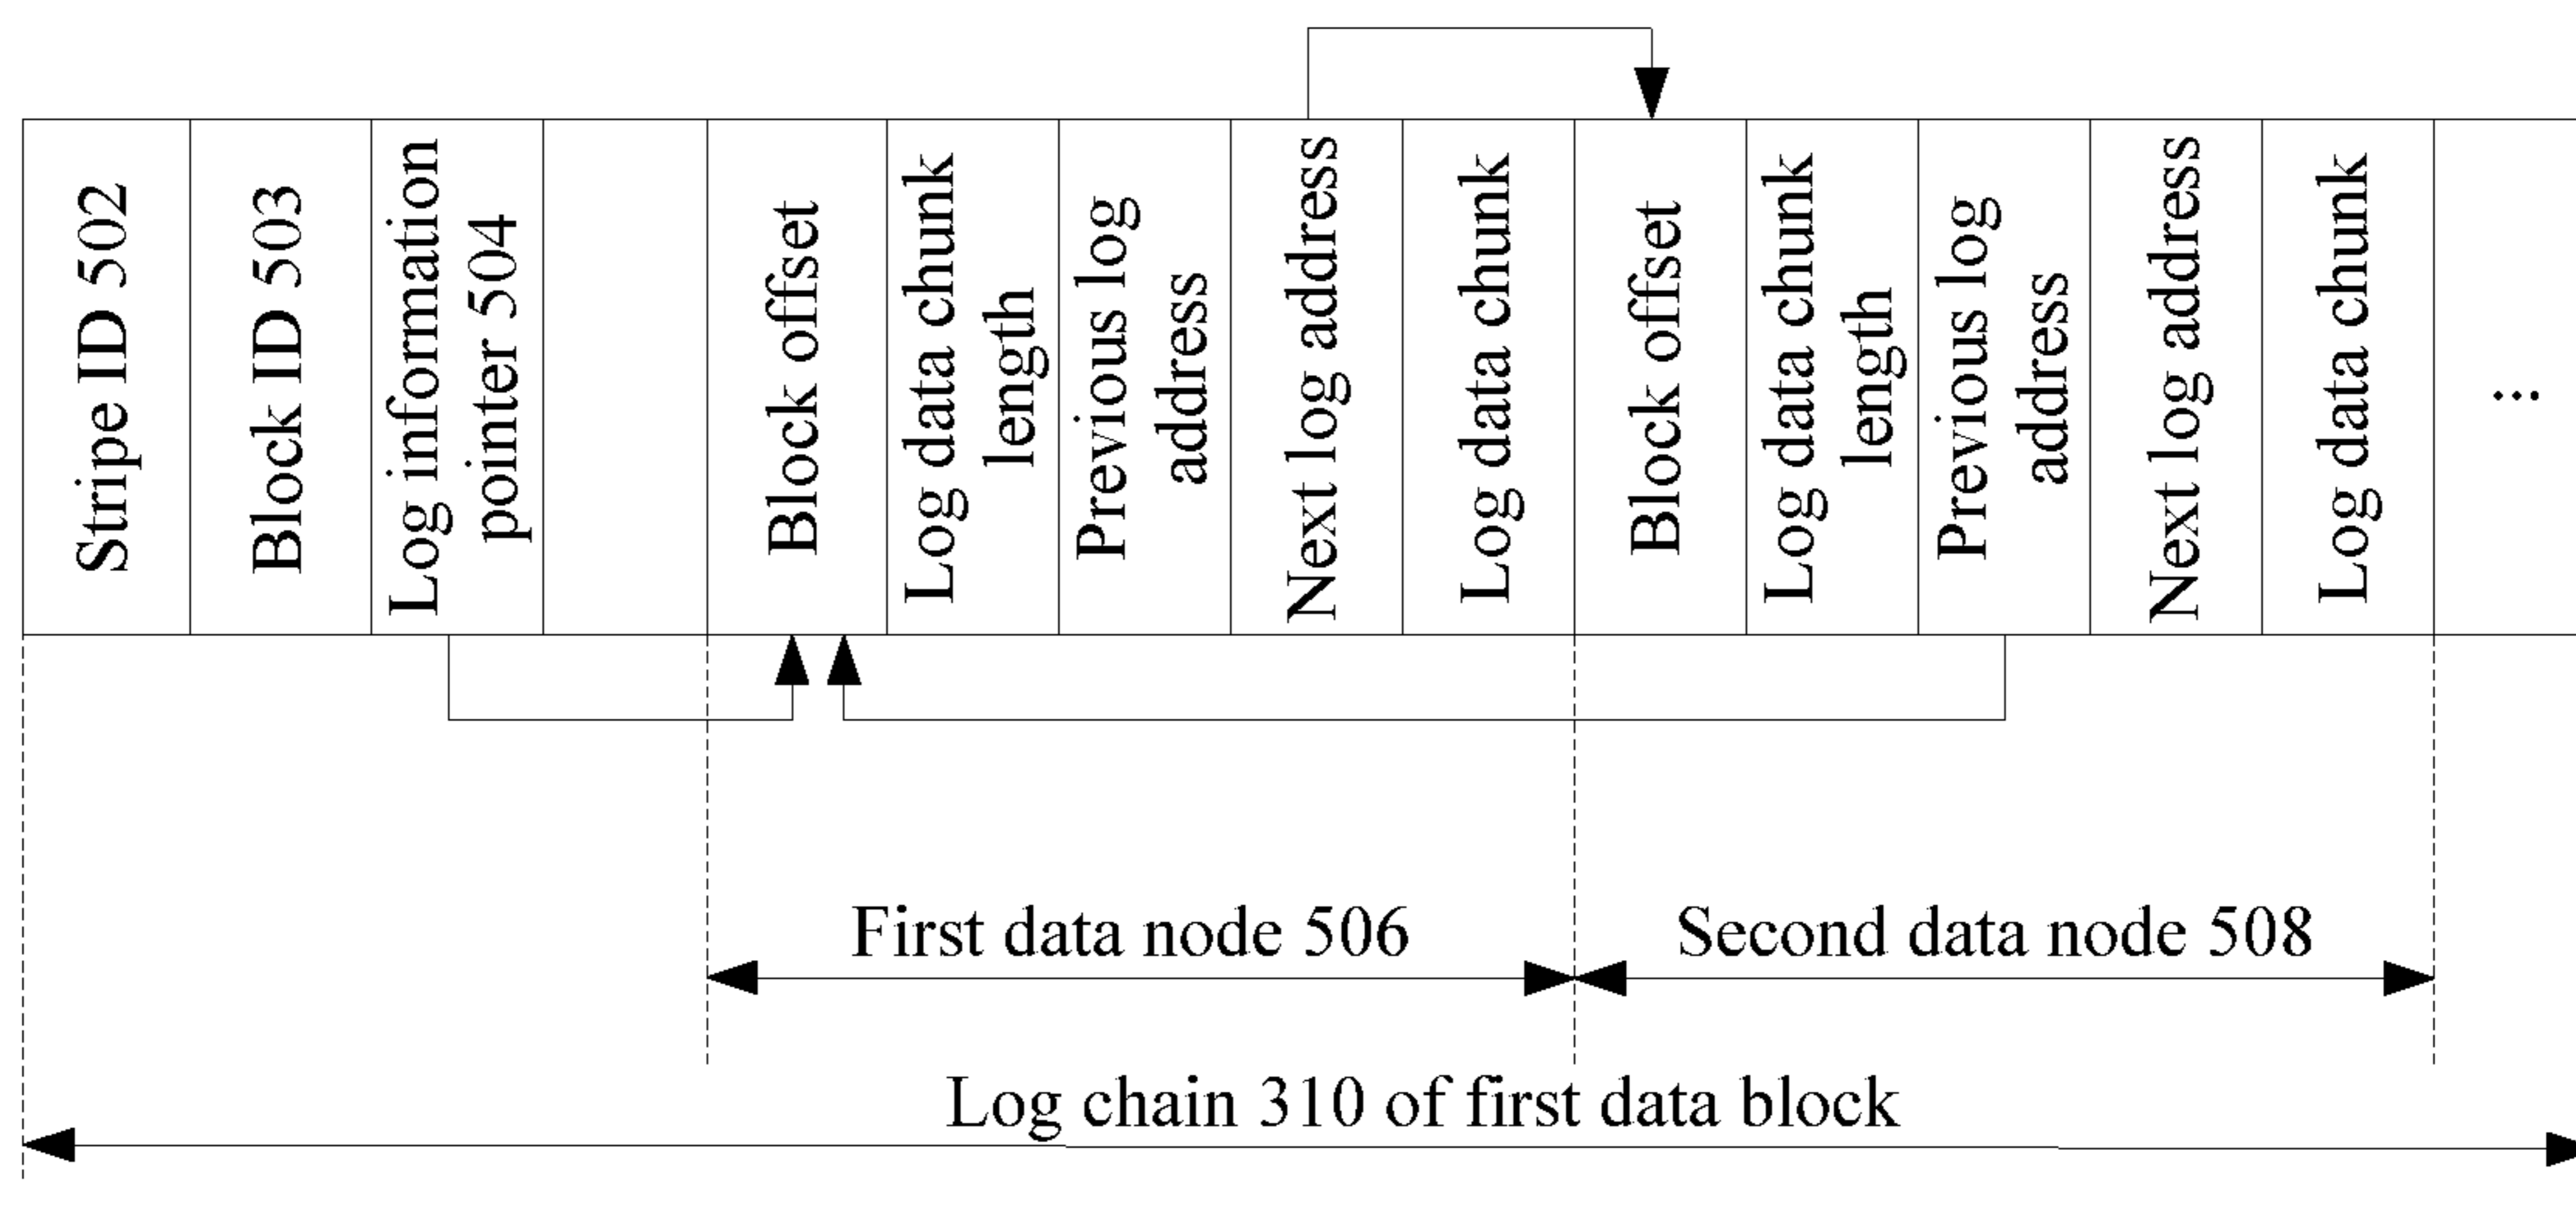 Stripe ID 502
Block ID 503
Log information
pointer 504
Block offset
Log data chunk
length
Previous log
address
Next log address
Log data chunk
Block offset
Log data chunk
length
Previous log
address
Next log address
Log data chunk
...
First data node 506
Second data node 508
Log chain 310 of first data block